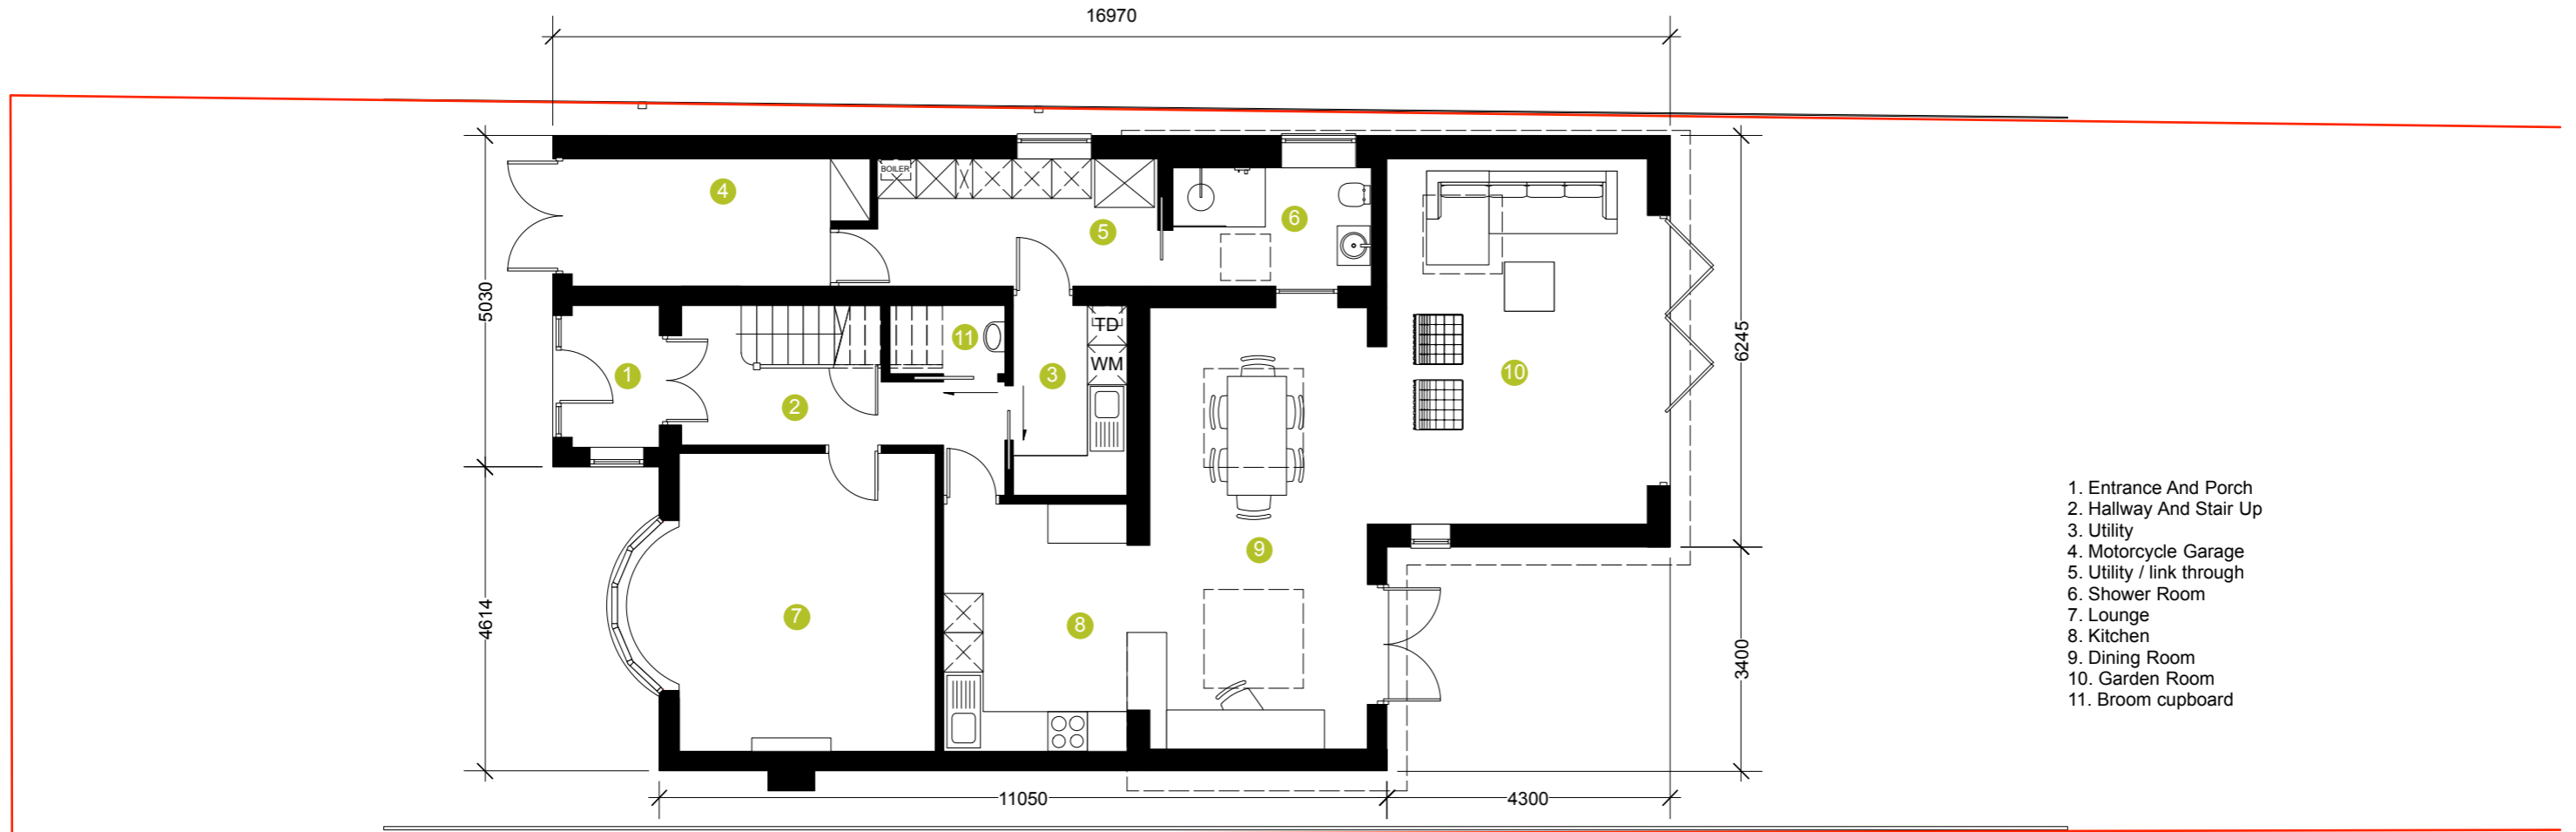 16970
BOILER
4
5
6
5030
TD
11
6245
WM
1
3
10
2
1. Entrance And Porch
2. Hallway And Stair Up
3. Utility
4. Motorcycle Garage
5. Utility / link through
6. Shower Room
7. Lounge
8. Kitchen
9. Dining Room
10. Garden Room
11. Broom cupboard
9
4614
7
8
3400
11050
4300